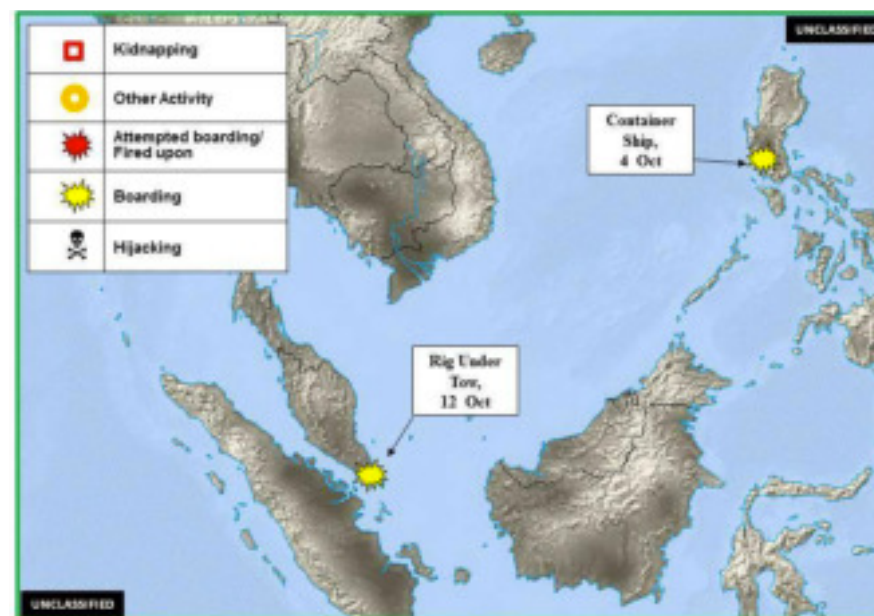 UNCLASSIFIED
Kidnapping
Other Activity
Attempted boarding/
Fired upon
Boarding
Hijacking
Container
Ship,
4 Oct
Rig Under
Tow,
12 Oct
UNCLASSIFIED